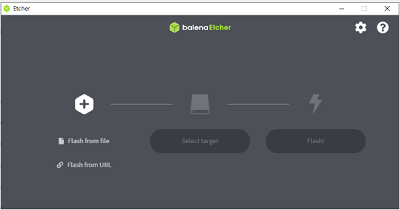 Etcher
balenaEtcher
Flash from file
Select target
Flash!
Flash from URL